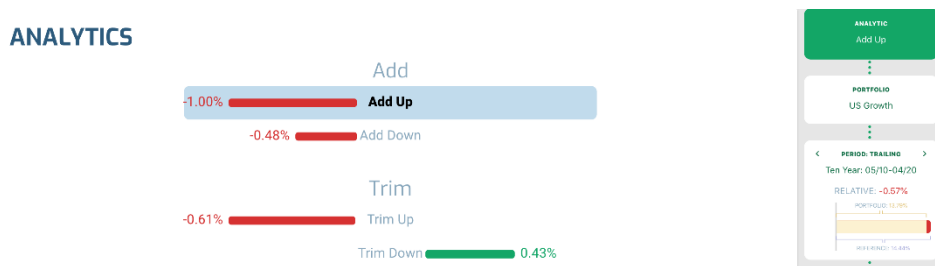 ANALYTICS
Add
-1.00% Add Up
-0.48% Add Down
Trim
-0.61% Trim Up
Trim Down 0.43%
ANALYTIC
Add Up
PORTFOLIO
US Growth
< PERIOD: TRAILING >
Ten Year: 05/10-04/20
RELATIVE: -0.57%
PORTFOLIO:
REFERENCE: